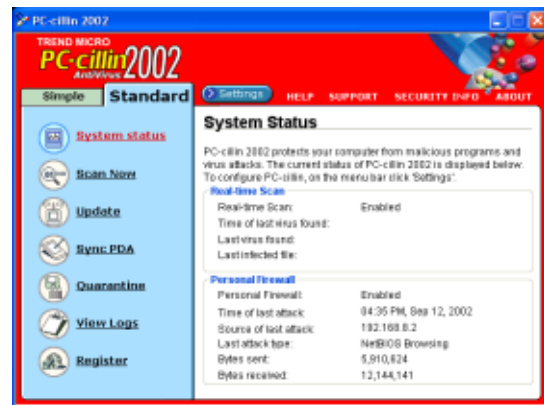 PC-cillin 2002
TREND MICRO
PC-cillin 2002
AntiVirus
Simple
Standard
Settings
HELP
SUPPORT
SECURITY INFO
ABOUT
System status
Scan Now
Update
Sync PDA
Quarantine
View Logs
Register
System Status
PC-cillin 2002 protects your computer from malicious programs and
virus attacks. The current status of PC-cillin 2002 is displayed below.
To configure PC-cillin, on the menu bar click 'Settings'.
Real-time Scan
Real-time Scan: Enabled
Time of last virus found:
Last virus found:
Last infected file:
Personal Firewall
Personal Firewall: Enabled
Time of last attack: 04:35 PM, Sep 12, 2002
Source of last attack: 192.168.8.2
Last attack type: NetBIOS Browsing
Bytes sent: 5,910,624
Bytes received: 12,144,141